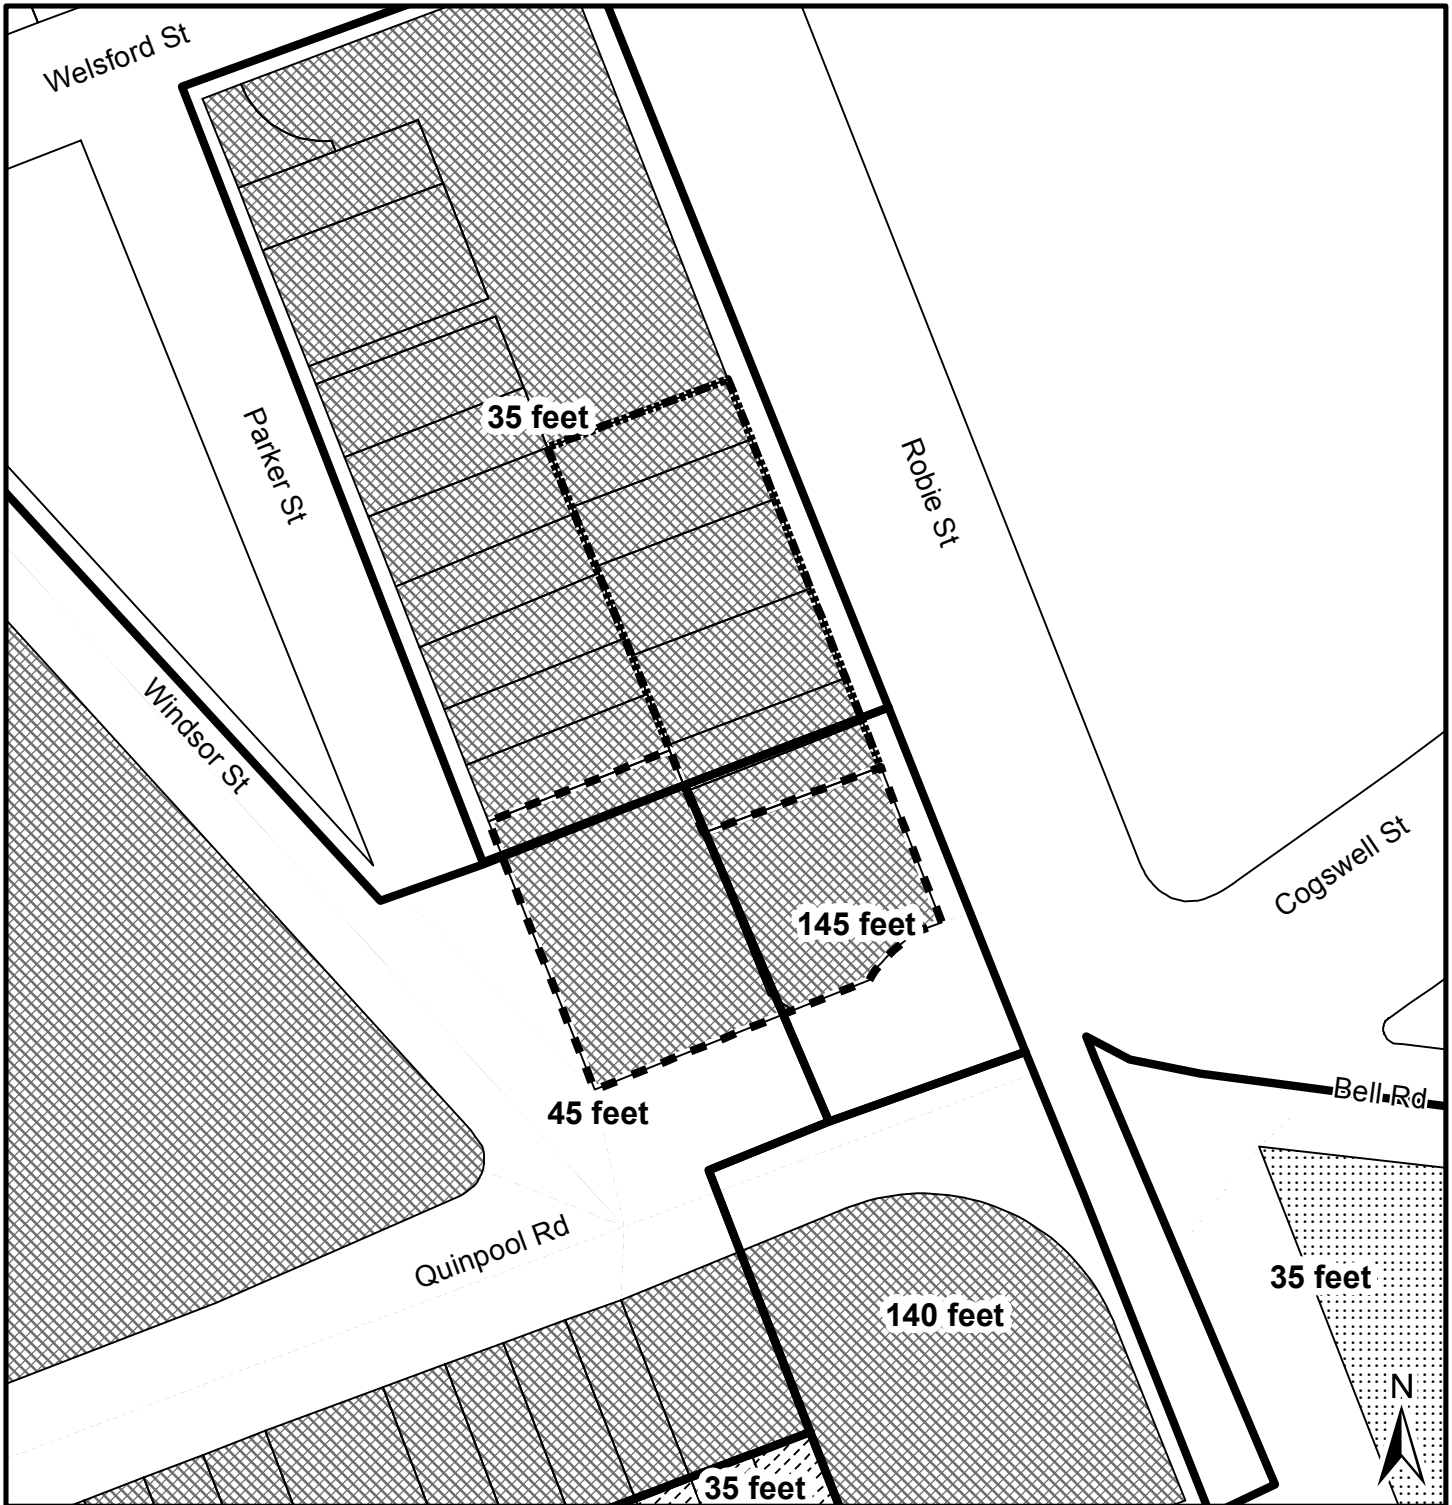 Welsford St
Parker St
35 feet
Robie St
Windsor St
Cogswell St
145 feet
Bell Rd
45 feet
Quinpool Rd
35 feet
140 feet
N
35 feet